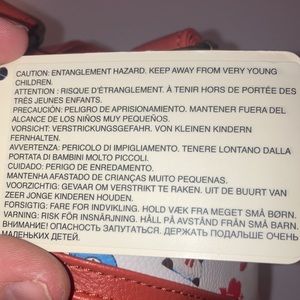 CAUTION: ENTANGLEMENT HAZARD. KEEP AWAY FROM VERY YOUNG
CHILDREN.
ATTENTION : RISQUE D'ÉTRANGLEMENT. À TENIR HORS DE PORTÉE DES
TRÈS JEUNES ENFANTS.
PRECAUCIÓN: PELIGRO DE APRISIONAMIENTO. MANTENER FUERA DEL
ALCANCE DE LOS NIÑOS MUY PEQUEÑOS.
VORSICHT: VERSTRICKUNGSGEFAHR. VON KLEINEN KINDERN
FERNHALTEN.
AVVERTENZA: PERICOLO DI IMPIGLIAMENTO. TENERE LONTANO DALLA
PORTATA DI BAMBINI MOLTO PICCOLI.
CUIDADO: PERIGO DE ENREDAMENTO.
MANTENHA AFASTADO DE CRIANÇAS MUITO PEQUENAS.
VOORZICHTIG: GEVAAR OM VERSTRIKT TE RAKEN. UIT DE BUURT VAN
ZEER JONGE KINDEREN HOUDEN.
FORSIGTIG: FARE FOR INDVIKLING. HOLD VÆK FRA MEGET SMÅ BØRN.
VARNING: RISK FÖR INSNÄRJNING. HÅLL PÅ AVSTÅND FRÅN SMÅ BARN.
ВНИМАНИЕ! ОПАСНОСТЬ ЗАПУТАТЬСЯ. ДЕРЖАТЬ ПОДАЛЬШЕ ОТ ОЧЕНЬ
МАЛЕНЬКИХ ДЕТЕЙ.